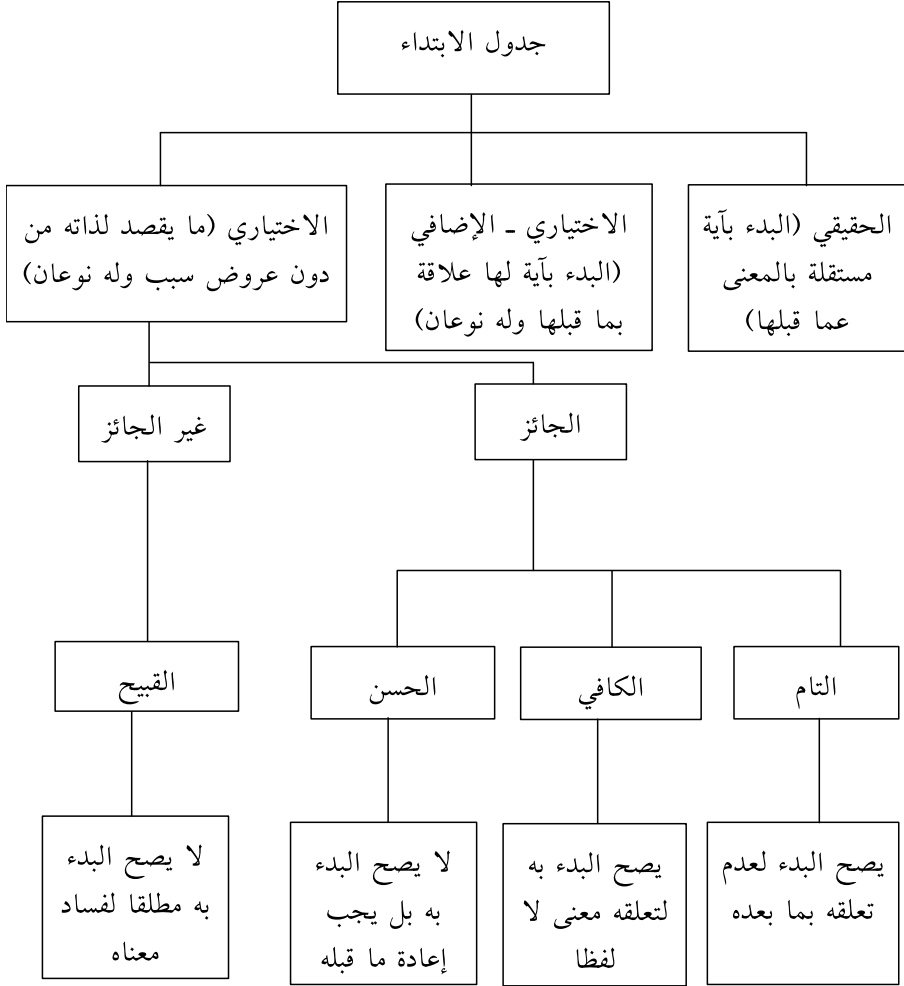 جدول الابتداء
الحقيقي (البدء بآية
مستقلة بالمعنى
عما قبلها)
الاختياري ـ الإضافي
(البدء بآية لها علاقة
بما قبلها وله نوعان)
الاختياري (ما يقصد لذاته من
دون عروض سبب وله نوعان)
الجائز
غير الجائز
التام
الكافي
الحسن
القبيح
يصح البدء لعدم
تعلقه بما بعده
يصح البدء به
لتعلقه معنى لا
لفظا
لا يصح البدء
به بل يجب
إعادة ما قبله
لا يصح البدء
به مطلقا لفساد
معناه